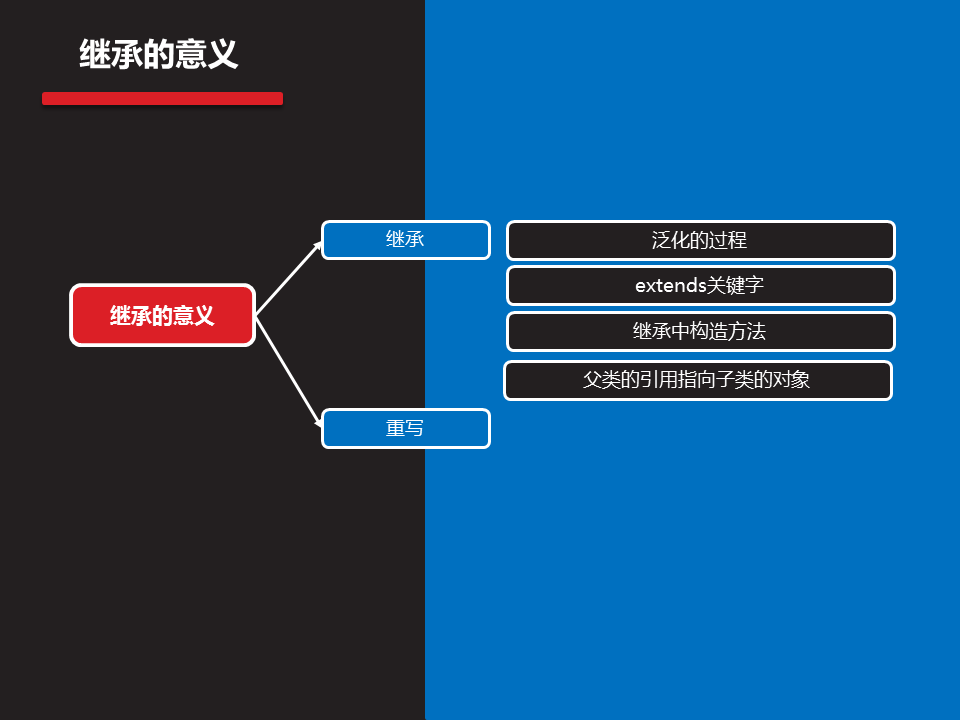 继承的意义
继承的意义
继承
泛化的过程
extends关键字
继承中构造方法
父类的引用指向子类的对象
重写